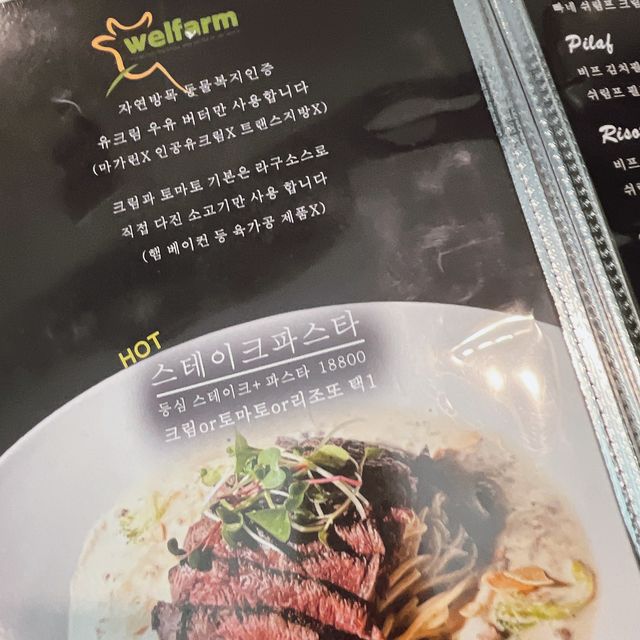 welfarm
자연방목 동물복지인증
유크림 우유 버터만 사용합니다
(마가린X 인공유크림X 트랜스지방X)
크림과 토마토 기본은 라구소스로
직접 다진 소고기만 사용 합니다
(햄 베이컨 등 육가공 제품X)
HOT
스테이크파스타
등심 스테이크+ 파스타 18800
크림or토마토or리조또 택1
Pilaf
비프 김치
쉬림프
비프
쉬